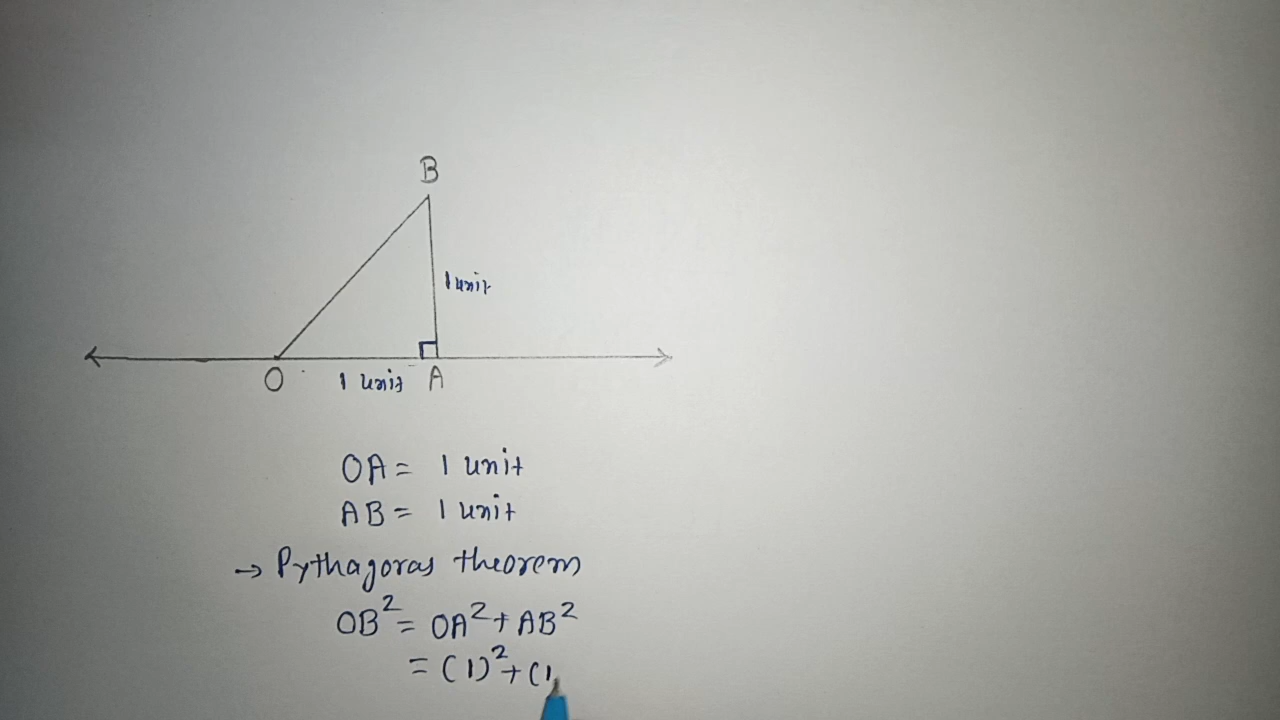 B
1 unit
O 1 unit A
OA = 1 unit
AB = 1 unit
→ Pythagoras theorem
OB² = OA² + AB²
= (1)² + (1